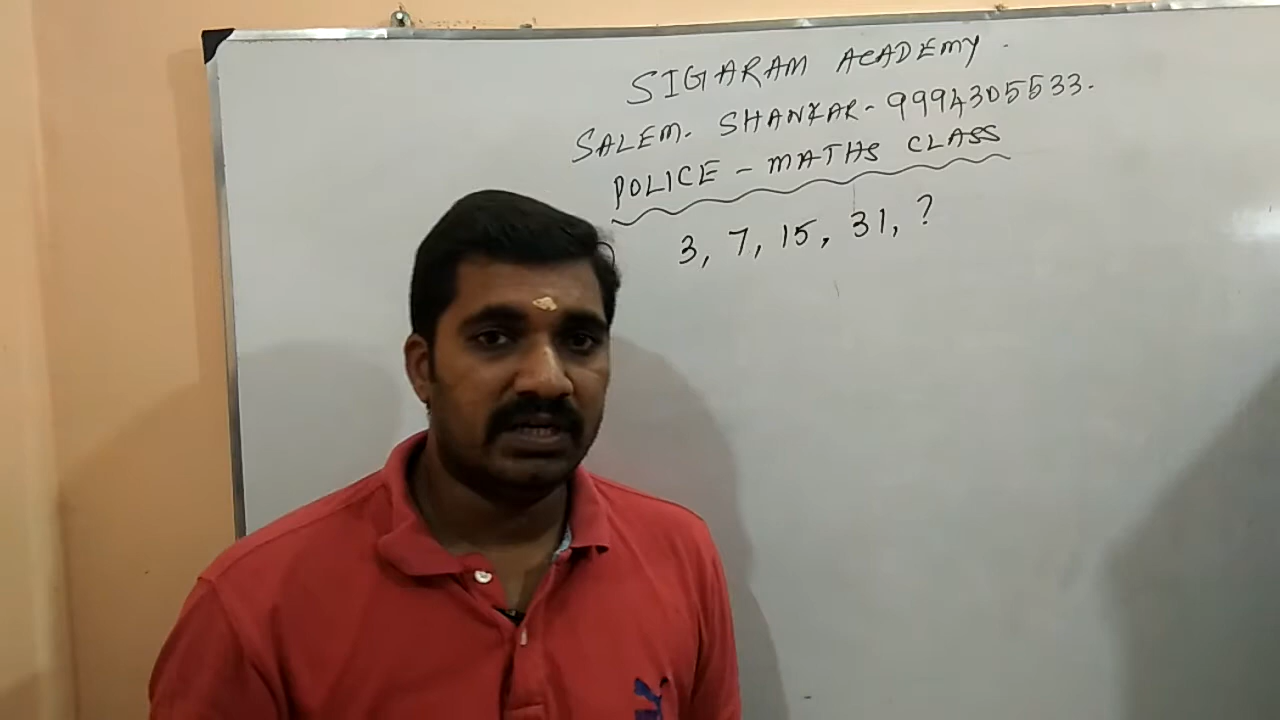 SIGARAM ACADEMY.
SALEM. SHANKAR - 9994305533.
POLICE - MATHS CLASS
3, 7, 15, 31, ?